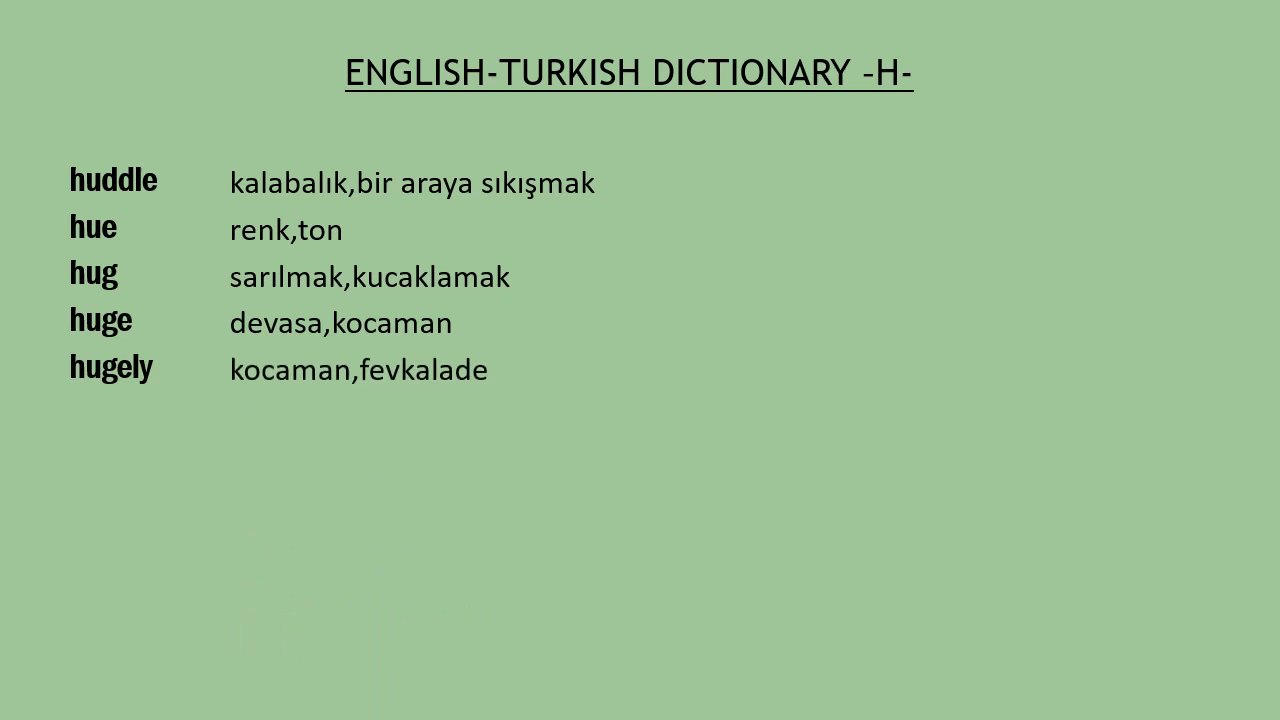 ENGLISH-TURKISH DICTIONARY –H-
huddle kalabalık,bir araya sıkışmak
hue renk,ton
hug sarılmak,kucaklamak
huge devasa,kocaman
hugely kocaman,fevkalade